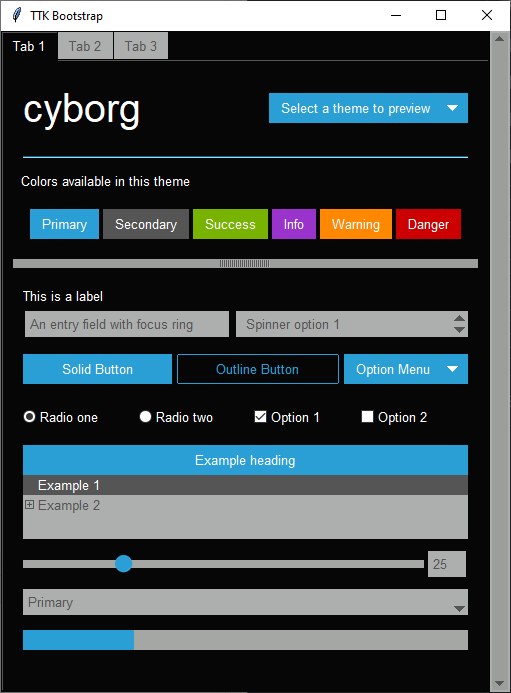 TTK Bootstrap
Tab 1 Tab 2 Tab 3
cyborg
Select a theme to preview
Colors available in this theme
Primary Secondary Success Info Warning Danger
This is a label
An entry field with focus ring Spinner option 1
Solid Button Outline Button Option Menu
Radio one Radio two Option 1 Option 2
Example heading
Example 1
Example 2
25
Primary